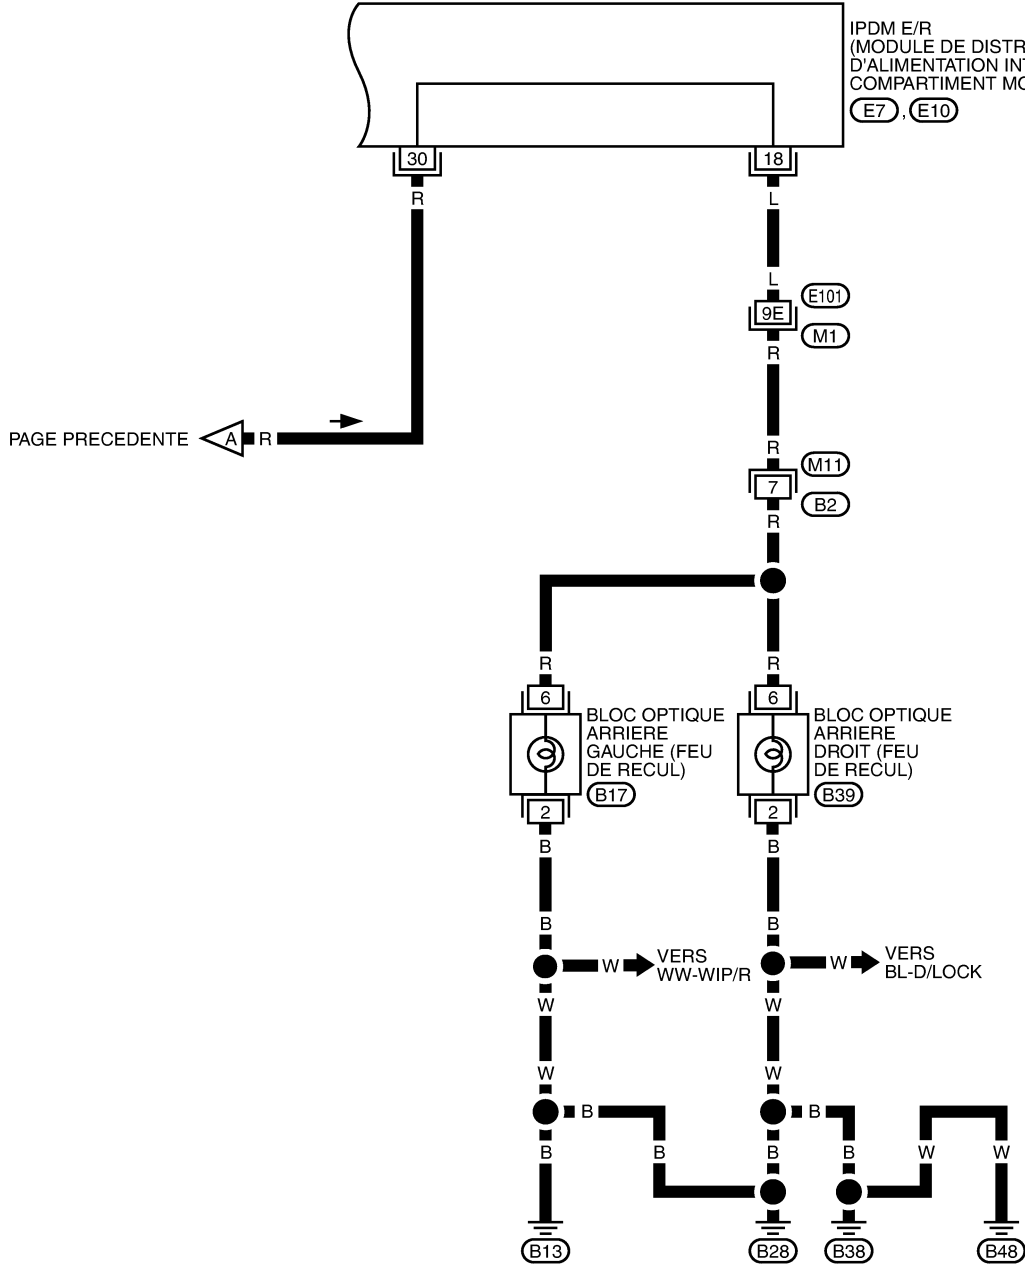 IPDM E/R
(MODULE DE DISTR
D'ALIMENTATION INT
COMPARTIMENT MO
E7 , E10
30
18
R
L
L
E101
9E
M1
R
PAGE PRECEDENTE A R
R
M11
7
B2
R
R
R
6
6
BLOC OPTIQUE
ARRIERE
GAUCHE (FEU
DE RECUL)
B17
BLOC OPTIQUE
ARRIERE
DROIT (FEU
DE RECUL)
B39
2
2
B
B
B
B
W
VERS
WW-WIP/R
W
VERS
BL-D/LOCK
W
W
W
W
B
B
B
B
B
B
W
W
B13
B28
B38
B48